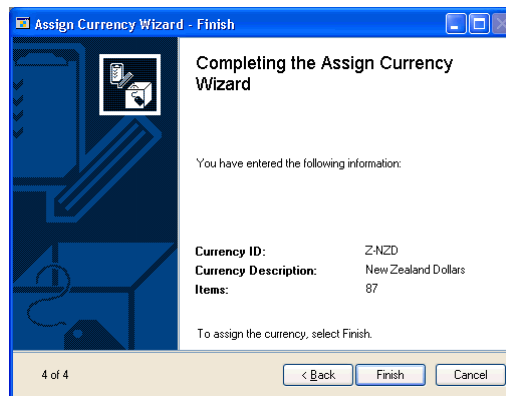 Assign Currency Wizard - Finish
Completing the Assign Currency
Wizard
You have entered the following information:
Currency ID: Z-NZD
Currency Description: New Zealand Dollars
Items: 87
To assign the currency, select Finish.
4 of 4 < Back Finish Cancel